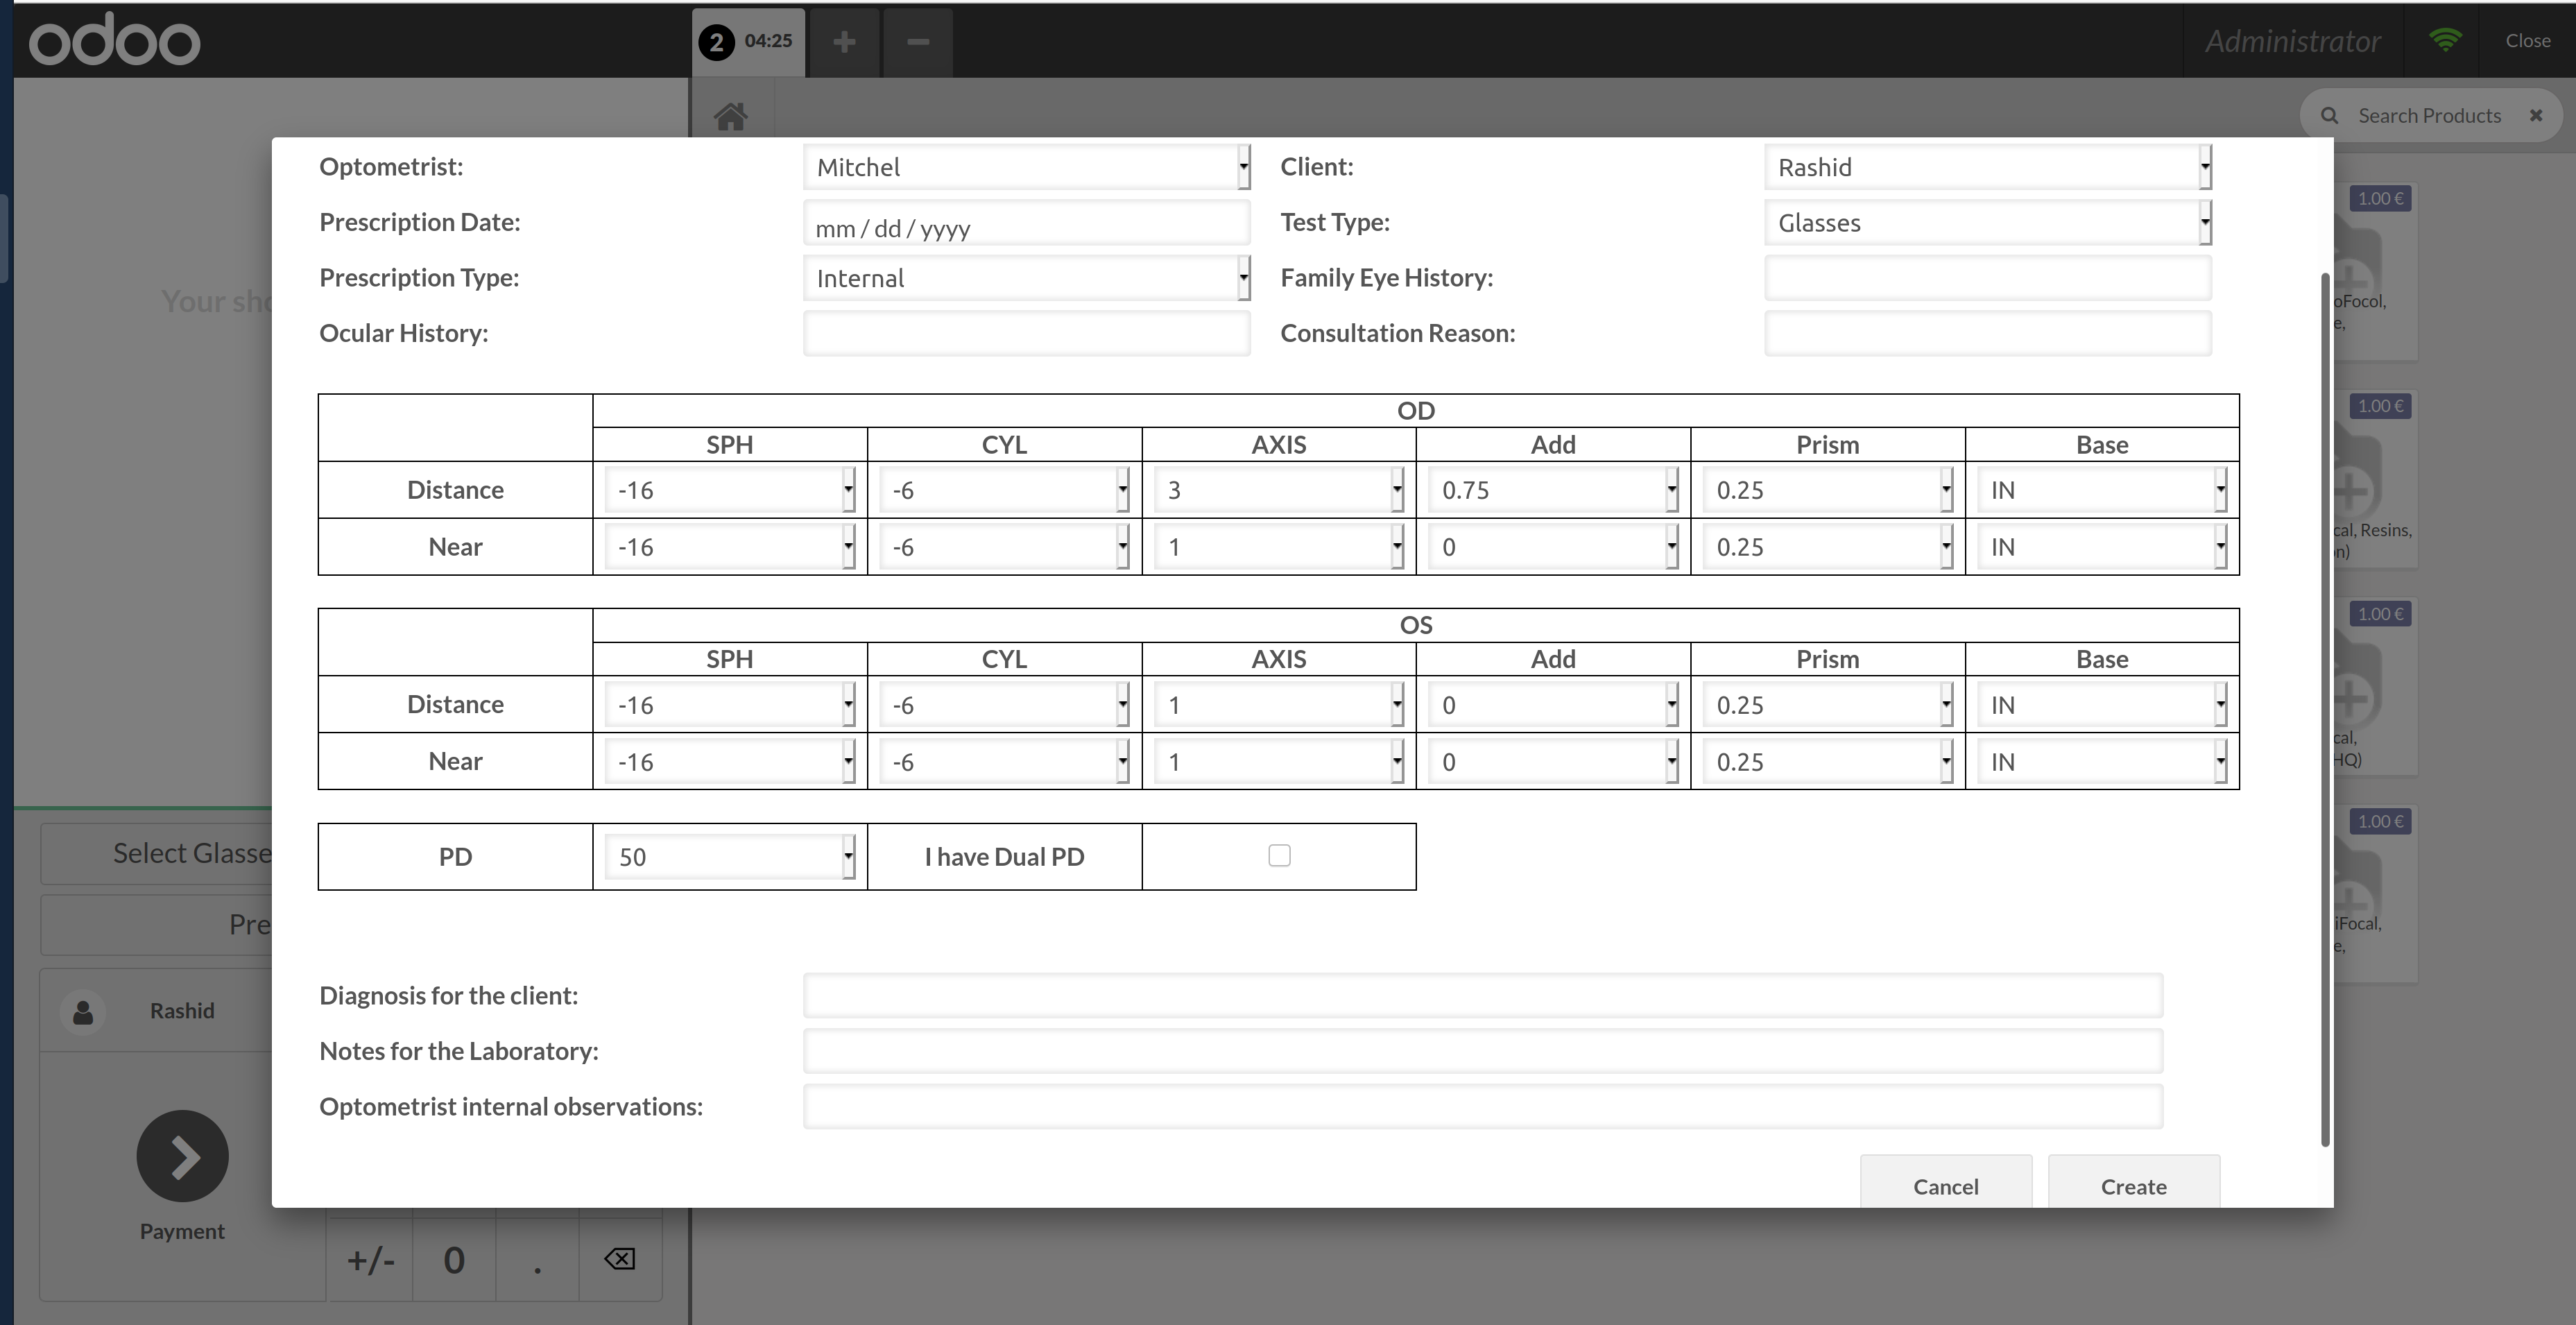 odoo
2 04:25 + −
Administrator Close
Search Products
Optometrist: Mitchel Client: Rashid
Prescription Date: mm / dd / yyyy Test Type: Glasses
Prescription Type: Internal Family Eye History:
Ocular History: Consultation Reason:
OD
SPH CYL AXIS Add Prism Base
Distance -16 -6 3 0.75 0.25 IN
Near -16 -6 1 0 0.25 IN
OS
SPH CYL AXIS Add Prism Base
Distance -16 -6 1 0 0.25 IN
Near -16 -6 1 0 0.25 IN
PD 50 I have Dual PD
Diagnosis for the client:
Notes for the Laboratory:
Optometrist internal observations:
Cancel Create
Your sho
Select Glasse
Pre
Rashid
Payment
+/- 0 .
1.00 €
oFocol,
e,
1.00 €
cal, Resins,
on)
1.00 €
cal,
HQ)
1.00 €
iFocal,
e,